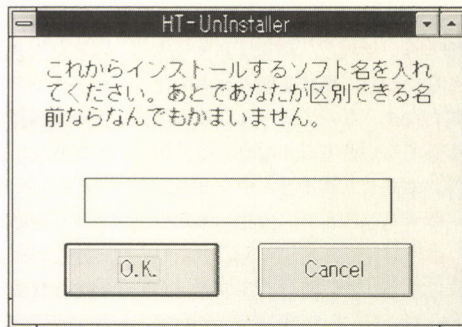 HT-UnInstaller
これからインストールするソフト名を入れ
てください。あとであなたが区別できる名
前ならなんでもかまいません。
O.K.
Cancel